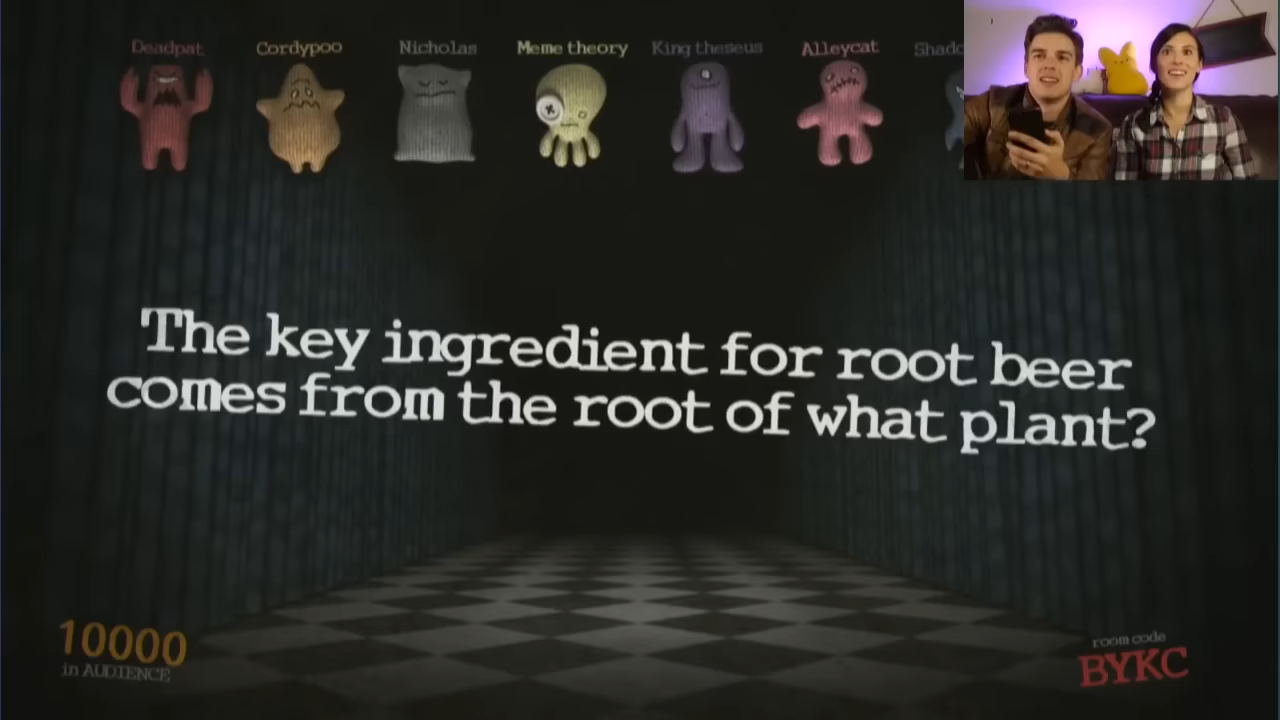 Deadpat Cordypoo Nicholas Meme theory King theseus Alleycat Shado
The key ingredient for root beer
comes from the root of what plant?
10000
in AUDIENCE
room code
BYKC